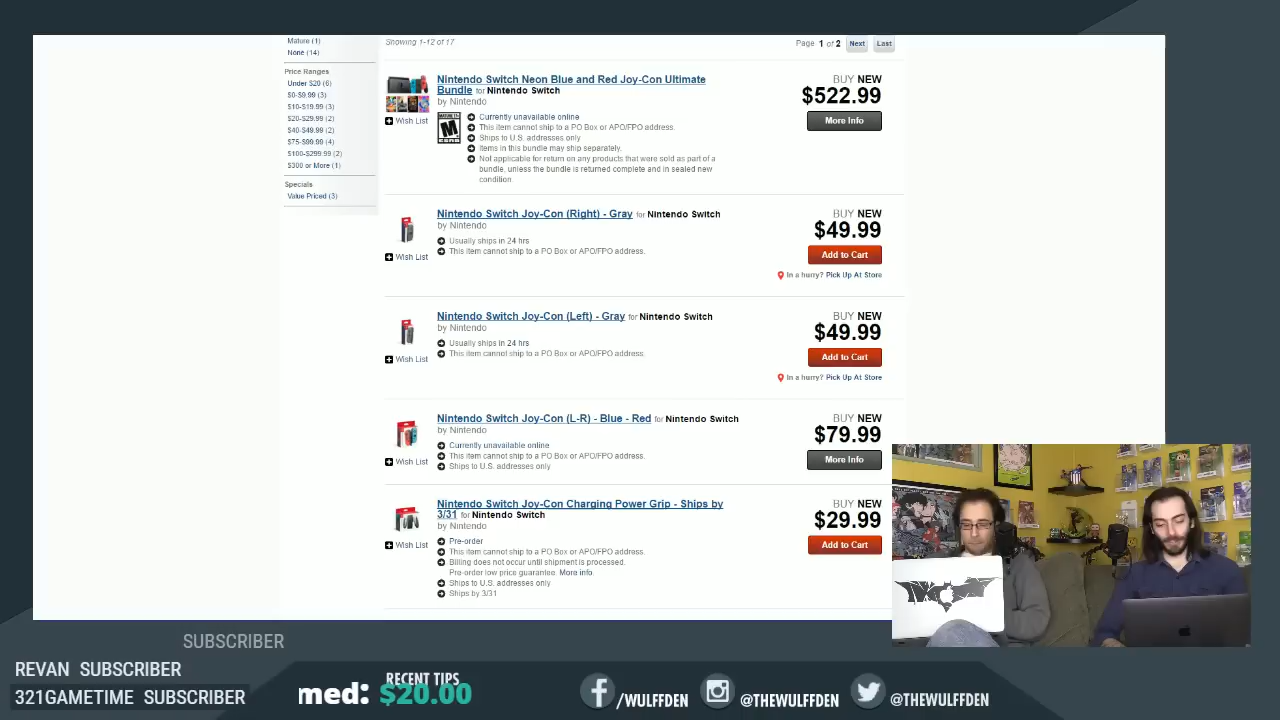 Mature (1)
None (14)
Price Ranges
Under $20 (6)
$0-$9.99 (3)
$10-$19.99 (3)
$20-$29.99 (2)
$40-$49.99 (2)
$75-$99.99 (4)
$100-$299.99 (2)
$300 or More (1)
Specials
Value Priced (3)
Showing 1-12 of 17
Page 1 of 2 Next Last
Nintendo Switch Neon Blue and Red Joy-Con Ultimate
Bundle for Nintendo Switch
by Nintendo
Wish List
Currently unavailable online
This item cannot ship to a PO Box or APO/FPO address.
Ships to U.S. addresses only
Items in this bundle may ship separately.
Not applicable for return on any products that were sold as part of a
bundle, unless the bundle is returned complete and in sealed new
condition.
BUY NEW
$522.99
More Info
Nintendo Switch Joy-Con (Right) - Gray for Nintendo Switch
by Nintendo
Usually ships in 24 hrs
This item cannot ship to a PO Box or APO/FPO address.
Wish List
BUY NEW
$49.99
Add to Cart
In a hurry? Pick Up At Store
Nintendo Switch Joy-Con (Left) - Gray for Nintendo Switch
by Nintendo
Usually ships in 24 hrs
This item cannot ship to a PO Box or APO/FPO address.
Wish List
BUY NEW
$49.99
Add to Cart
In a hurry? Pick Up At Store
Nintendo Switch Joy-Con (L-R) - Blue - Red for Nintendo Switch
by Nintendo
Currently unavailable online
This item cannot ship to a PO Box or APO/FPO address.
Ships to U.S. addresses only
Wish List
BUY NEW
$79.99
More Info
Nintendo Switch Joy-Con Charging Power Grip - Ships by
3/31 for Nintendo Switch
by Nintendo
Pre-order
This item cannot ship to a PO Box or APO/FPO address.
Billing does not occur until shipment is processed.
Pre-order low price guarantee. More info.
Ships to U.S. addresses only
Ships by 3/31
Wish List
BUY NEW
$29.99
Add to Cart
SUBSCRIBER
REVAN SUBSCRIBER
321GAMETIME SUBSCRIBER
RECENT TIPS
med: $20.00
/WULFFDEN
@THEWULFFDEN
@THEWULFFDEN